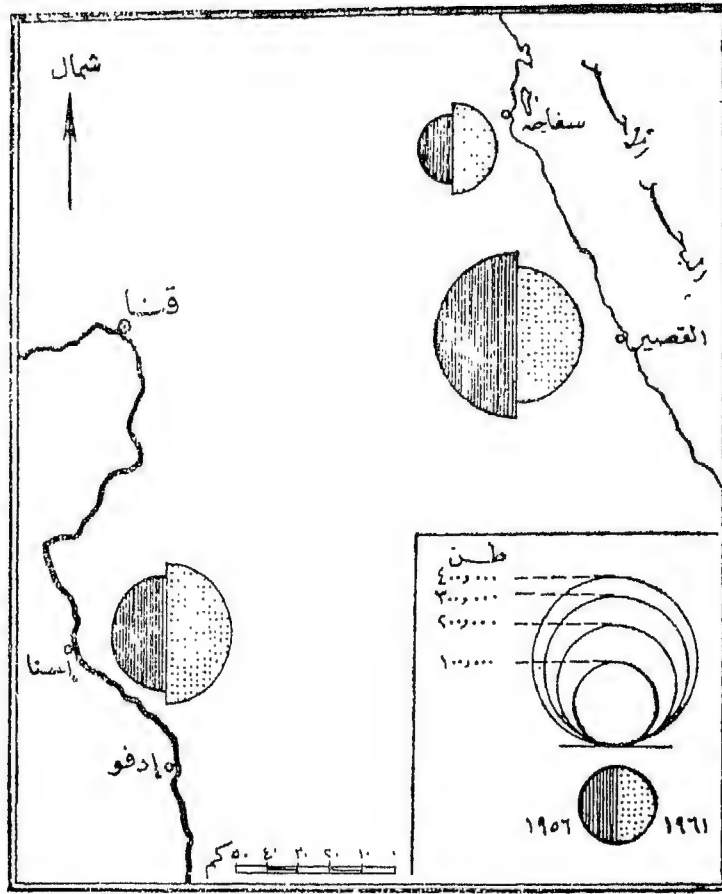 شمال
سفاجه
القصير
قنا
إسنا
إدفو
طن
٤٠٠,٠٠٠
٣٠٠,٠٠٠
٢٠٠,٠٠٠
١٠٠,٠٠٠
١٩٥٦ ١٩٦١
كم ٥٠ ٤٠ ٣٠ ٢٠ ١٠ ٠